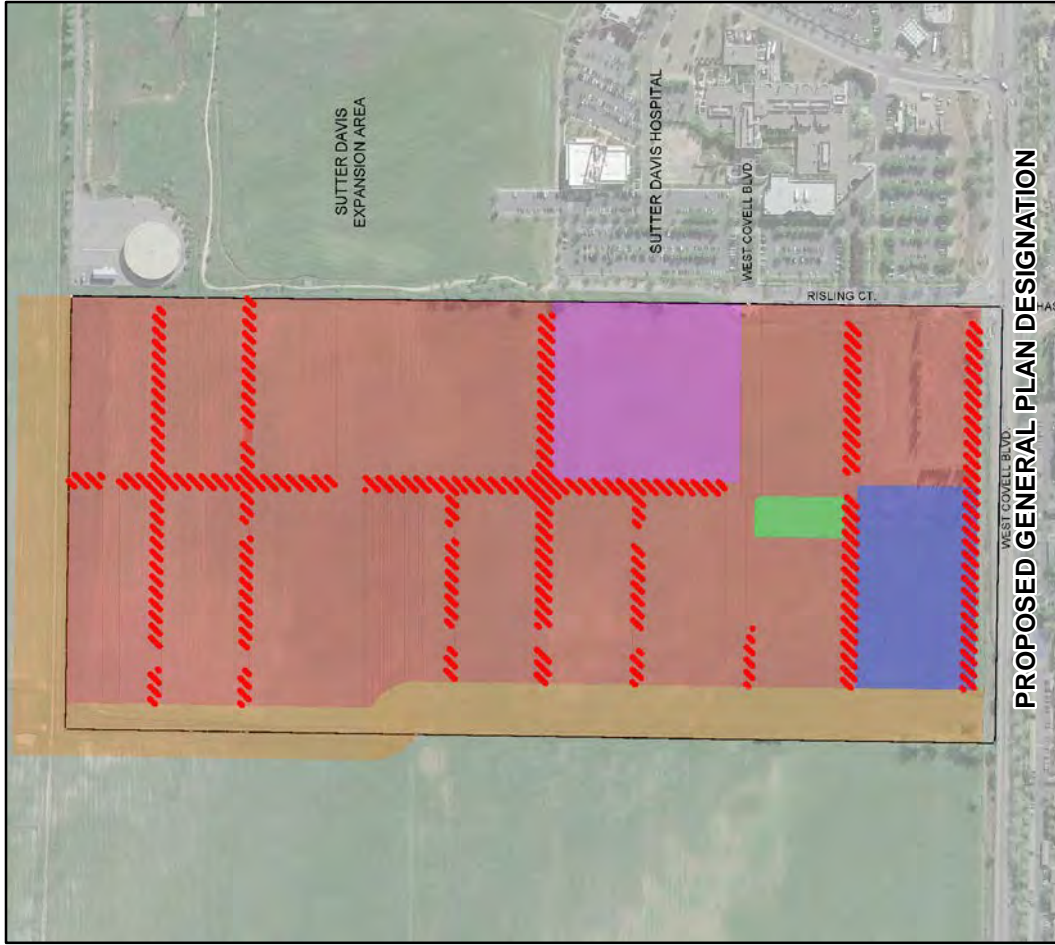 SUTTER DAVIS
EXPANSION AREA
SUTTER DAVIS HOSPITAL
WEST COVELL BLVD.
RISLING CT.
HAS
WEST COVELL BLVD.
PROPOSED GENERAL PLAN DESIGNATION